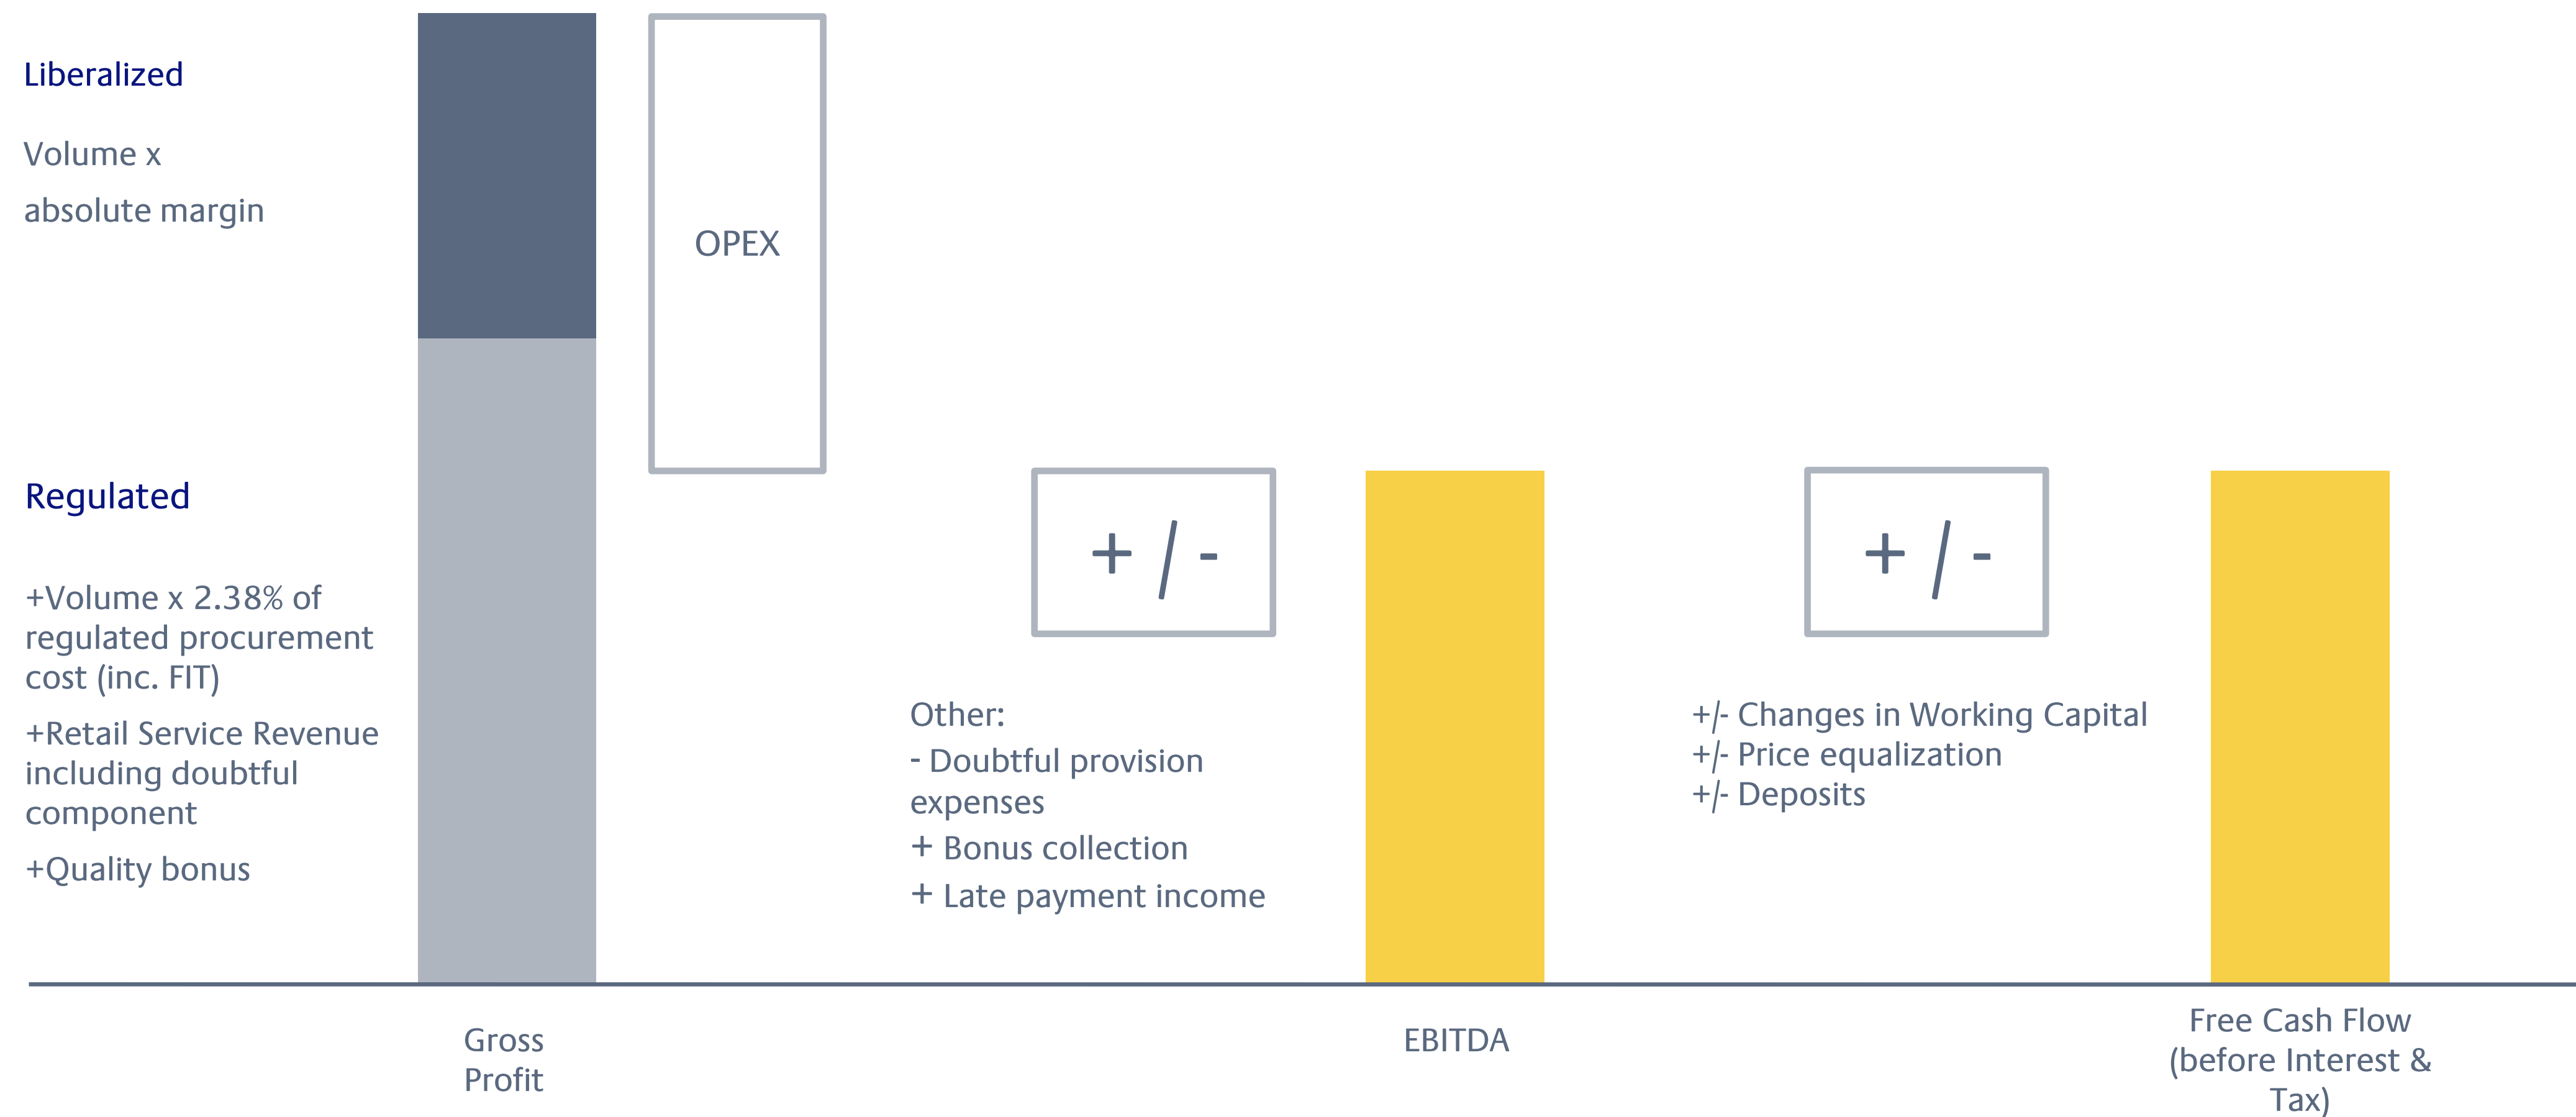 Liberalized
Volume x
absolute margin
OPEX
Regulated
+Volume x 2.38% of
regulated procurement
cost (inc. FIT)
+Retail Service Revenue
including doubtful
component
+Quality bonus
+ / -
Other:
- Doubtful provision
expenses
+ Bonus collection
+ Late payment income
+ / -
+/- Changes in Working Capital
+/- Price equalization
+/- Deposits
Gross
Profit
EBITDA
Free Cash Flow
(before Interest &
Tax)